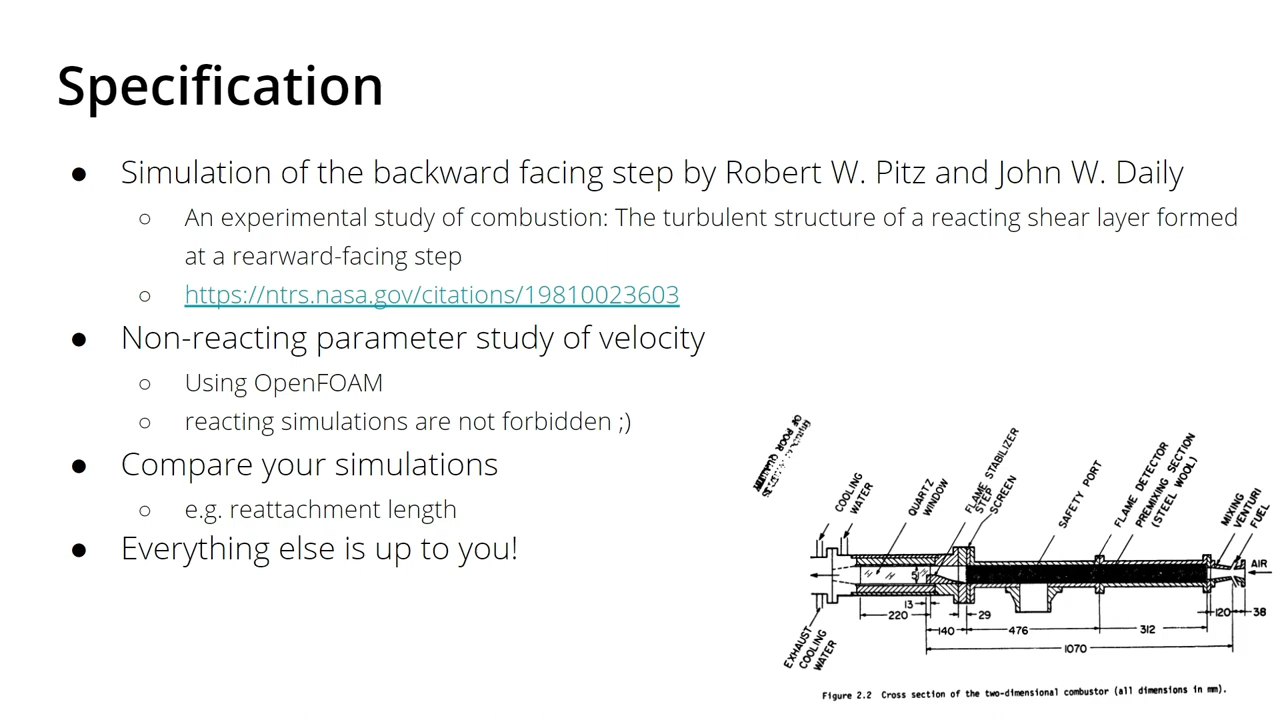 Specification
● Simulation of the backward facing step by Robert W. Pitz and John W. Daily
○ An experimental study of combustion: The turbulent structure of a reacting shear layer formed
at a rearward-facing step
○ https://ntrs.nasa.gov/citations/19810023603
● Non-reacting parameter study of velocity
○ Using OpenFOAM
○ reacting simulations are not forbidden ;)
● Compare your simulations
○ e.g. reattachment length
● Everything else is up to you!
OF POOR
COOLING
WATER
QUARTZ
WINDOW
FLAME STABILIZER
STEP
SCREEN
SAFETY PORT
FLAME DETECTOR
PREMIXING SECTION
(STEEL WOOL)
MIXING
VENTURI
FUEL
AIR
13
220
29
120
38
140
476
312
1070
EXHAUST
COOLING
WATER
Figure 2.2 Cross section of the two-dimensional combustor (all dimensions in mm).